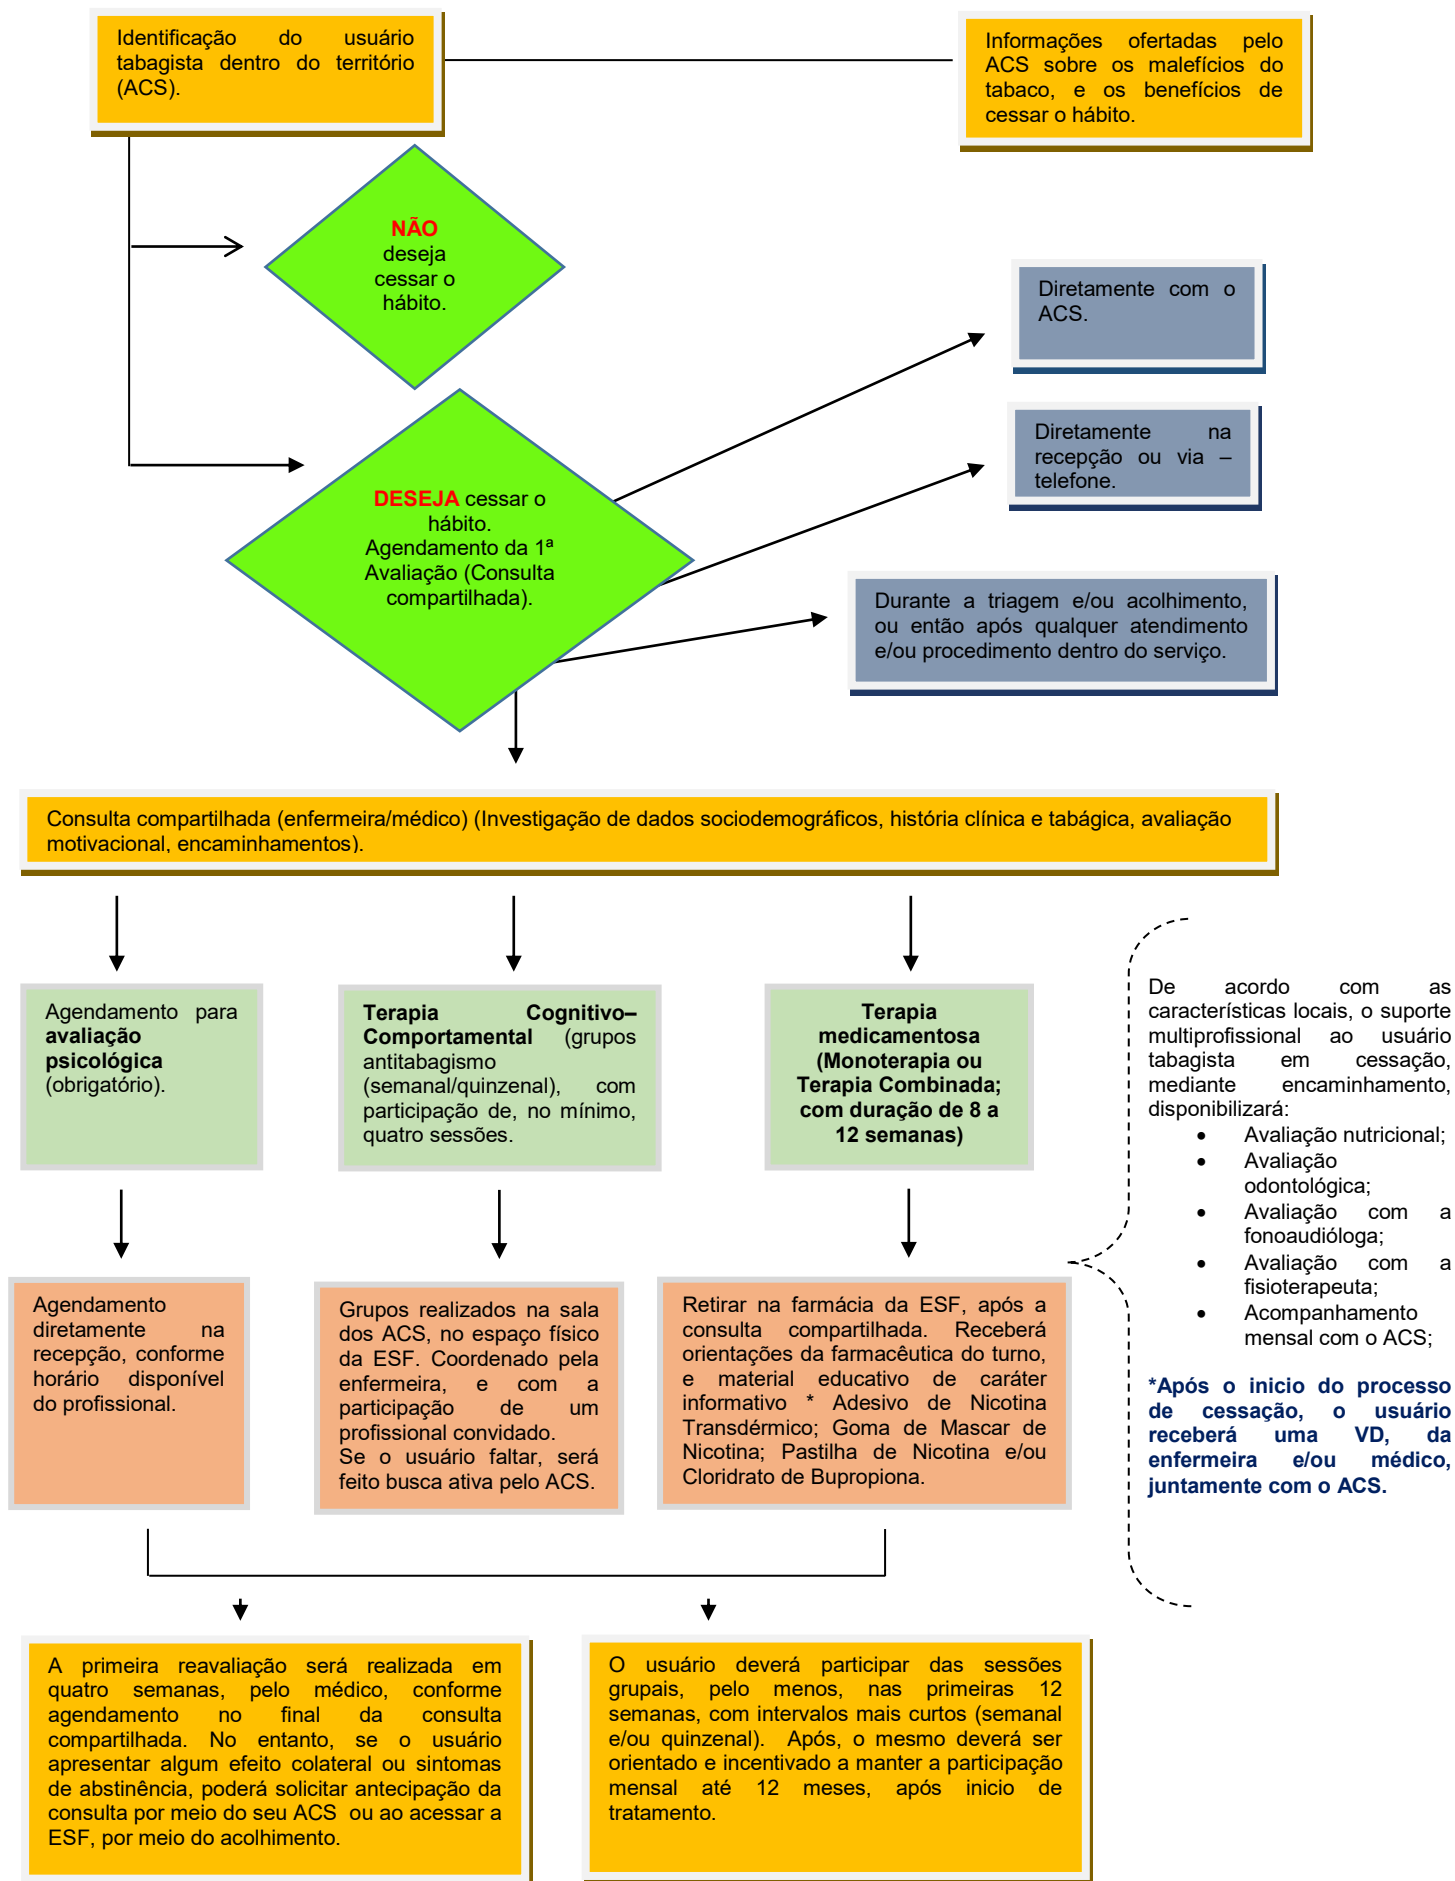 Identificação do usuário
tabagista dentro do território
(ACS).
Informações ofertadas pelo
ACS sobre os malefícios do
tabaco, e os benefícios de
cessar o hábito.
NÃO
deseja
cessar o
hábito.
Diretamente com o
ACS.
Diretamente na
recepção ou via –
telefone.
DESEJA cessar o
hábito.
Agendamento da 1ª
Avaliação (Consulta
compartilhada).
Durante a triagem e/ou acolhimento,
ou então após qualquer atendimento
e/ou procedimento dentro do serviço.
Consulta compartilhada (enfermeira/médico) (Investigação de dados sociodemográficos, história clínica e tabágica, avaliação
motivacional, encaminhamentos).
Agendamento para
avaliação
psicológica
(obrigatório).
Terapia Cognitivo–
Comportamental (grupos
antitabagismo
(semanal/quinzenal), com
participação de, no mínimo,
quatro sessões.
Terapia
medicamentosa
(Monoterapia ou
Terapia Combinada;
com duração de 8 a
12 semanas)
De acordo com as
características locais, o suporte
multiprofissional ao usuário
tabagista em cessação,
mediante encaminhamento,
disponibilizará:
• Avaliação nutricional;
• Avaliação
odontológica;
• Avaliação com a
fonoaudióloga;
• Avaliação com a
fisioterapeuta;
• Acompanhamento
mensal com o ACS;
*Após o inicio do processo
de cessação, o usuário
receberá uma VD, da
enfermeira e/ou médico,
juntamente com o ACS.
Agendamento
diretamente na
recepção, conforme
horário disponível
do profissional.
Grupos realizados na sala
dos ACS, no espaço físico
da ESF. Coordenado pela
enfermeira, e com a
participação de um
profissional convidado.
Se o usuário faltar, será
feito busca ativa pelo ACS.
Retirar na farmácia da ESF, após a
consulta compartilhada. Receberá
orientações da farmacêutica do turno,
e material educativo de caráter
informativo * Adesivo de Nicotina
Transdérmico; Goma de Mascar de
Nicotina; Pastilha de Nicotina e/ou
Cloridrato de Bupropiona.
A primeira reavaliação será realizada em
quatro semanas, pelo médico, conforme
agendamento no final da consulta
compartilhada. No entanto, se o usuário
apresentar algum efeito colateral ou sintomas
de abstinência, poderá solicitar antecipação da
consulta por meio do seu ACS ou ao acessar a
ESF, por meio do acolhimento.
O usuário deverá participar das sessões
grupais, pelo menos, nas primeiras 12
semanas, com intervalos mais curtos (semanal
e/ou quinzenal). Após, o mesmo deverá ser
orientado e incentivado a manter a participação
mensal até 12 meses, após inicio de
tratamento.